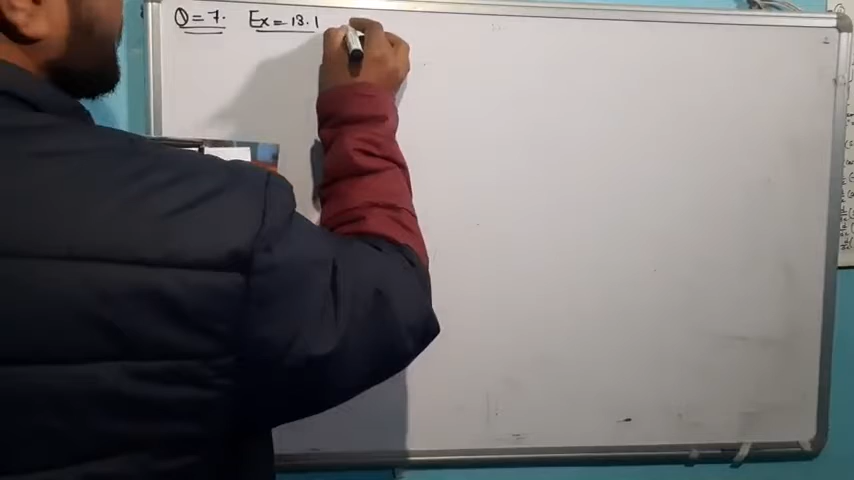 Q = 7. Ex = 13.1